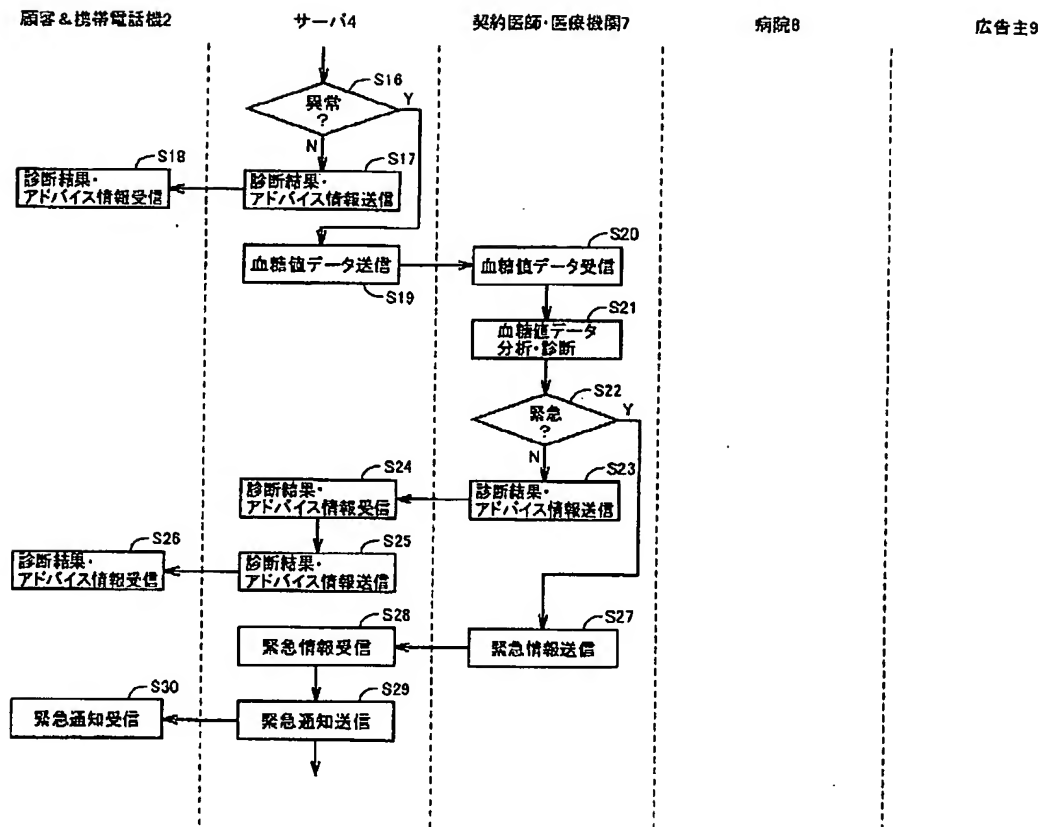 顧客&携帯電話機2
サーバ4
契約医師・医療機関7
病院8
広告主9
S16
異常
?
Y
N
S17
診断結果・
アドバイス情報送信
S18
診断結果・
アドバイス情報受信
血糖値データ送信
S19
S20
血糖値データ受信
S21
血糖値データ
分析・診断
S22
緊急
?
Y
N
S23
診断結果・
アドバイス情報送信
S24
診断結果・
アドバイス情報受信
S25
診断結果・
アドバイス情報送信
S26
診断結果・
アドバイス情報受信
S27
緊急情報送信
S28
緊急情報受信
S29
緊急通知送信
S30
緊急通知受信